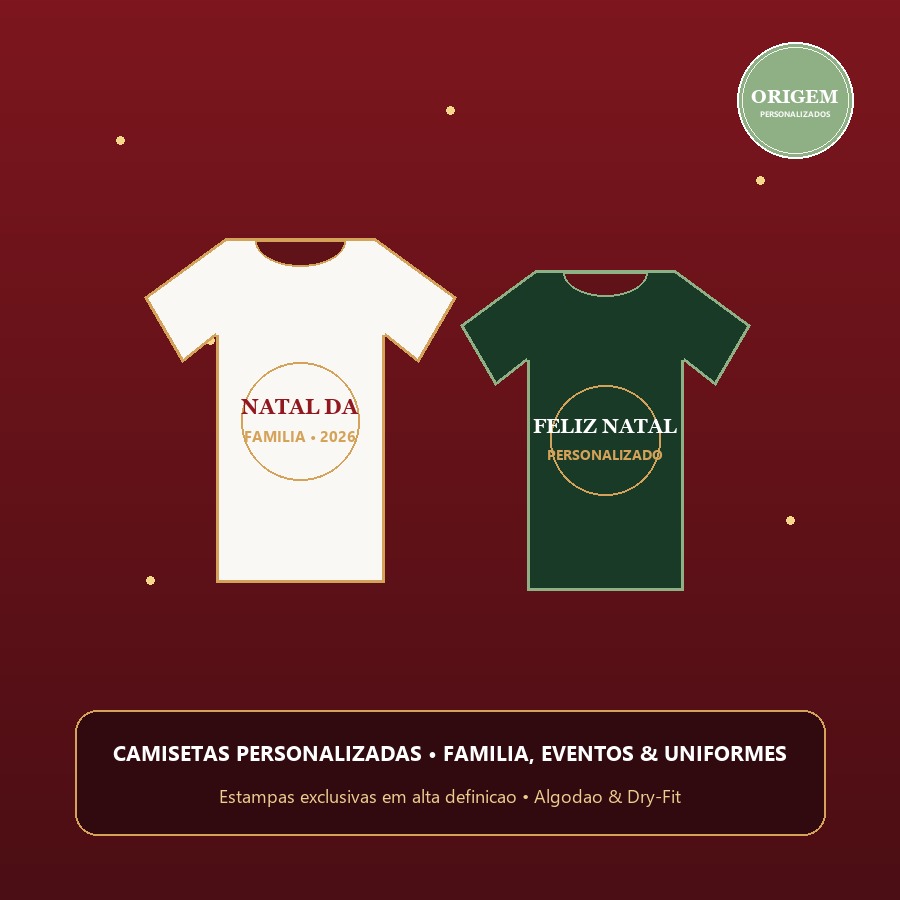 ORIGEM
PERSONALIZADOS
NATAL DA
FAMILIA • 2026
FELIZ NATAL
PERSONALIZADO
CAMISETAS PERSONALIZADAS • FAMILIA, EVENTOS & UNIFORMES
Estampas exclusivas em alta definicao • Algodao & Dry-Fit